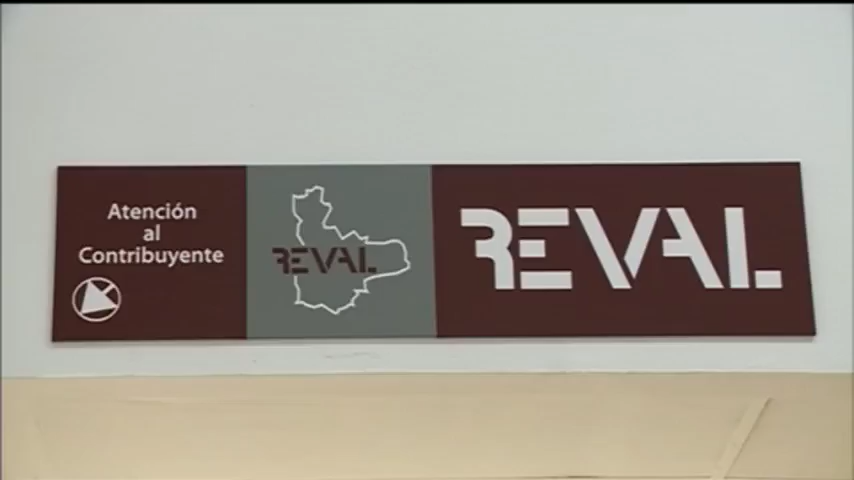 Atención
al
Contribuyente
REVAL
REVAL